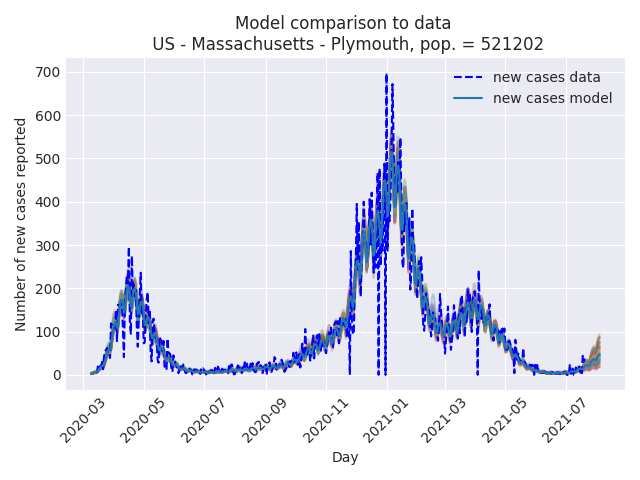 Model comparison to data
US - Massachusetts - Plymouth, pop. = 521202
new cases data
new cases model
Number of new cases reported
700
600
500
400
300
200
100
0
2020-03
2020-05
2020-07
2020-09
2020-11
2021-01
2021-03
2021-05
2021-07
Day